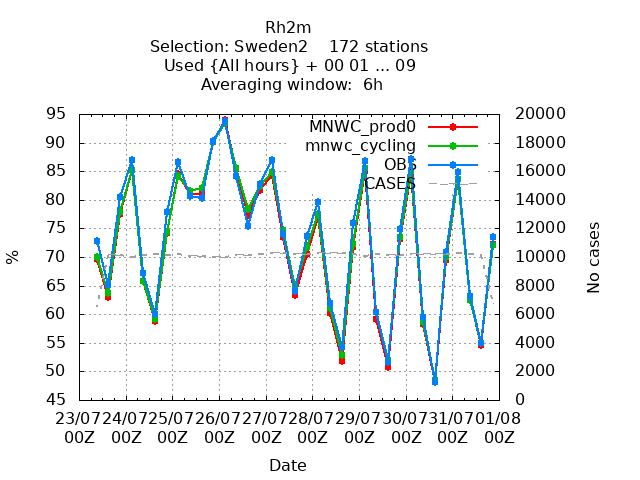 Rh2m
Selection: Sweden2 172 stations
Used {All hours} + 00 01 ... 09
Averaging window: 6h
95 20000
90 18000
85 16000
80 14000
75 12000
70 10000
65 8000
60 6000
55 4000
50 2000
45 0
MNWC_prod0
mnwc_cycling
OBS
CASES
%
No cases
23/07 24/07 25/07 26/07 27/07 28/07 29/07 30/07 31/07 01/08
00Z 00Z 00Z 00Z 00Z 00Z 00Z 00Z 00Z 00Z
Date